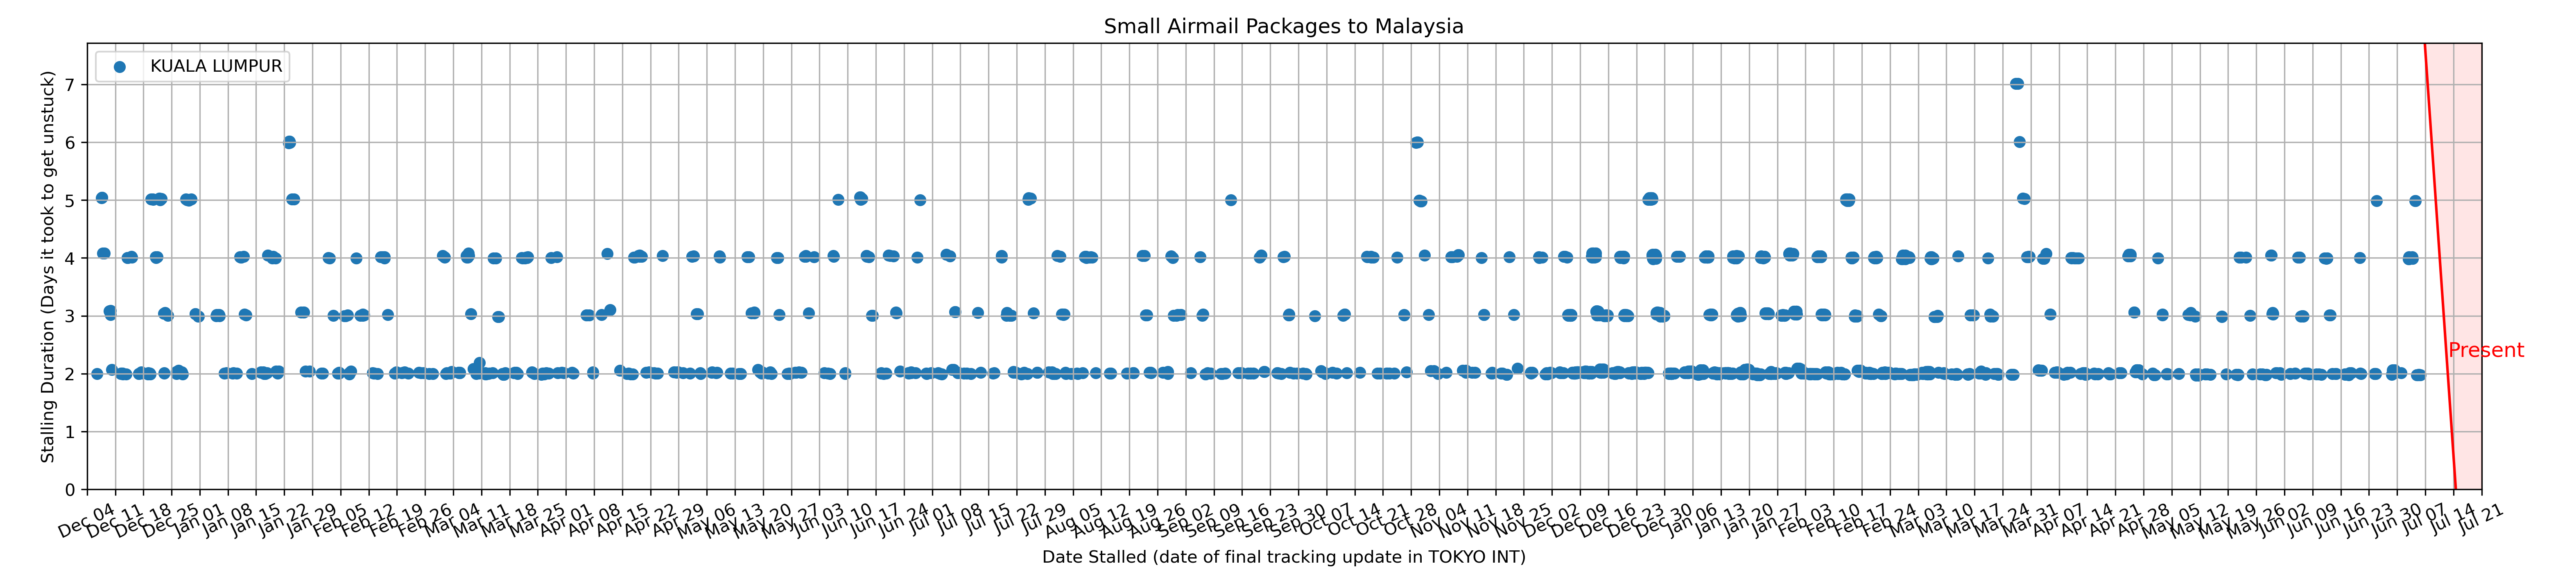 Small Airmail Packages to Malaysia
KUALA LUMPUR
Stalling Duration (Days it took to get unstuck)
7
6
5
4
3
2
1
0
Present
Dec 04 Dec 11 Dec 18 Dec 25 Jan 01 Jan 08 Jan 15 Jan 22 Jan 29 Feb 05 Feb 12 Feb 19 Feb 26 Mar 04 Mar 11 Mar 18 Mar 25 Apr 01 Apr 08 Apr 15 Apr 22 Apr 29 May 06 May 13 May 20 May 27 Jun 03 Jun 10 Jun 17 Jun 24 Jul 01 Jul 08 Jul 15 Jul 22 Jul 29 Aug 05 Aug 12 Aug 19 Aug 26 Sep 02 Sep 09 Sep 16 Sep 23 Sep 30 Oct 07 Oct 14 Oct 21 Oct 28 Nov 04 Nov 11 Nov 18 Nov 25 Dec 02 Dec 09 Dec 16 Dec 23 Dec 30 Jan 06 Jan 13 Jan 20 Jan 27 Feb 03 Feb 10 Feb 17 Feb 24 Mar 03 Mar 10 Mar 17 Mar 24 Mar 31 Apr 07 Apr 14 Apr 21 Apr 28 May 05 May 12 May 19 May 26 Jun 02 Jun 09 Jun 16 Jun 23 Jun 30 Jul 07 Jul 14 Jul 21
Date Stalled (date of final tracking update in TOKYO INT)